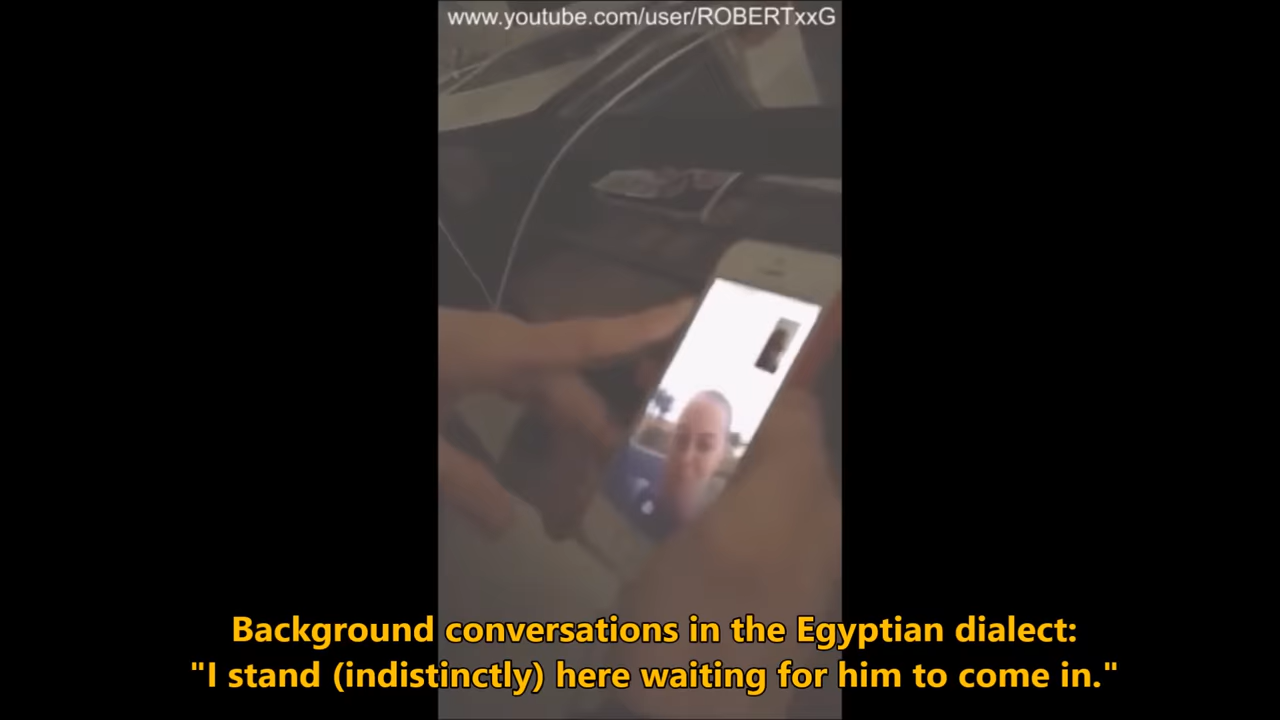 www.youtube.com/user/ROBERTxxG
Background conversations in the Egyptian dialect:
"I stand (indistinctly) here waiting for him to come in."